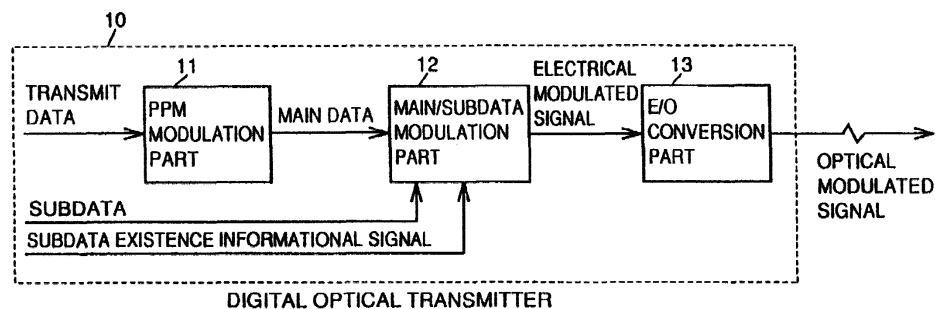 10
11
12
13
TRANSMIT
DATA
PPM
MODULATION
PART
MAIN DATA
MAIN/SUBDATA
MODULATION
PART
ELECTRICAL
MODULATED
SIGNAL
E/O
CONVERSION
PART
OPTICAL
MODULATED
SIGNAL
SUBDATA
SUBDATA EXISTENCE INFORMATIONAL SIGNAL
DIGITAL OPTICAL TRANSMITTER